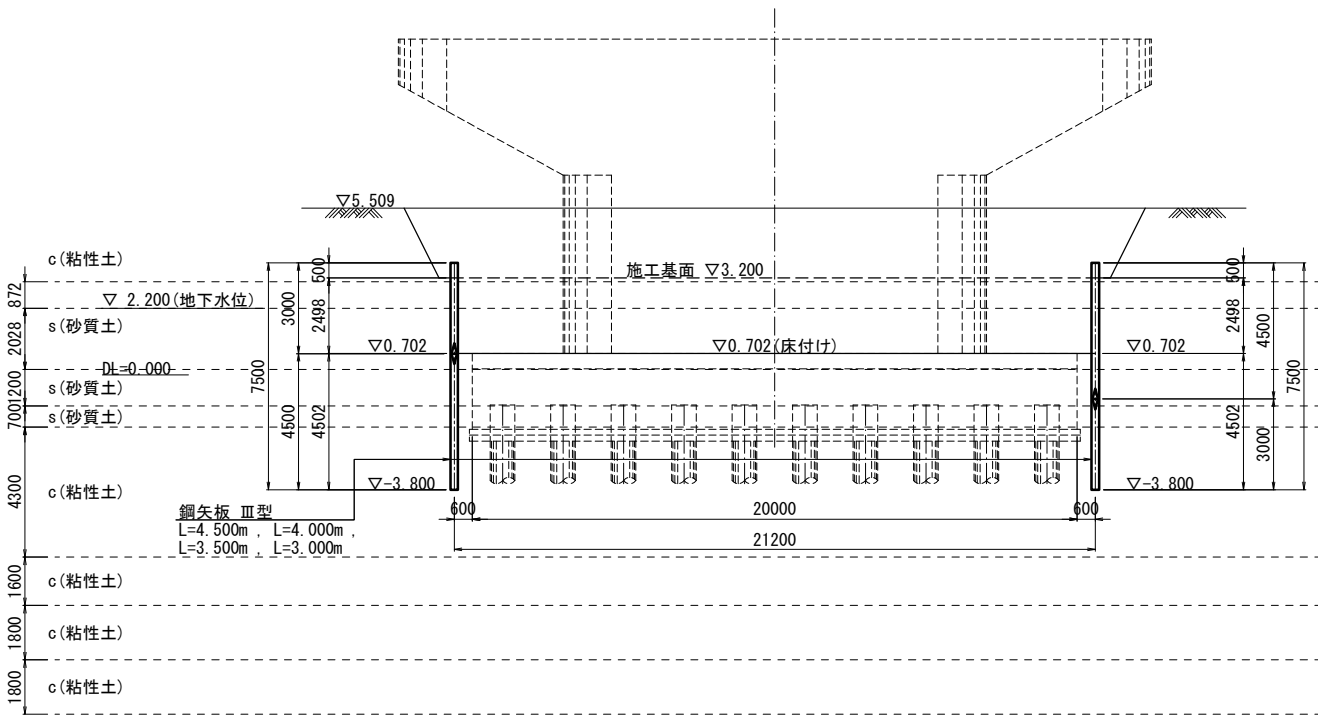 ▽5.509
c(粘性土)
872
▽ 2.200(地下水位)
s(砂質土)
2028
DL=0.000
1200
s(砂質土)
700
s(砂質土)
4300
c(粘性土)
1600
c(粘性土)
1800
c(粘性土)
1800
c(粘性土)
7500
3000
4500
500
2498
4502
▽0.702
▽-3.800
施工基面 ▽3.200
▽0.702(床付け)
鋼矢板 Ⅲ型
L=4.500m , L=4.000m ,
L=3.500m , L=3.000m
600
20000
600
21200
▽0.702
▽-3.800
500
2498
4502
4500
3000
7500